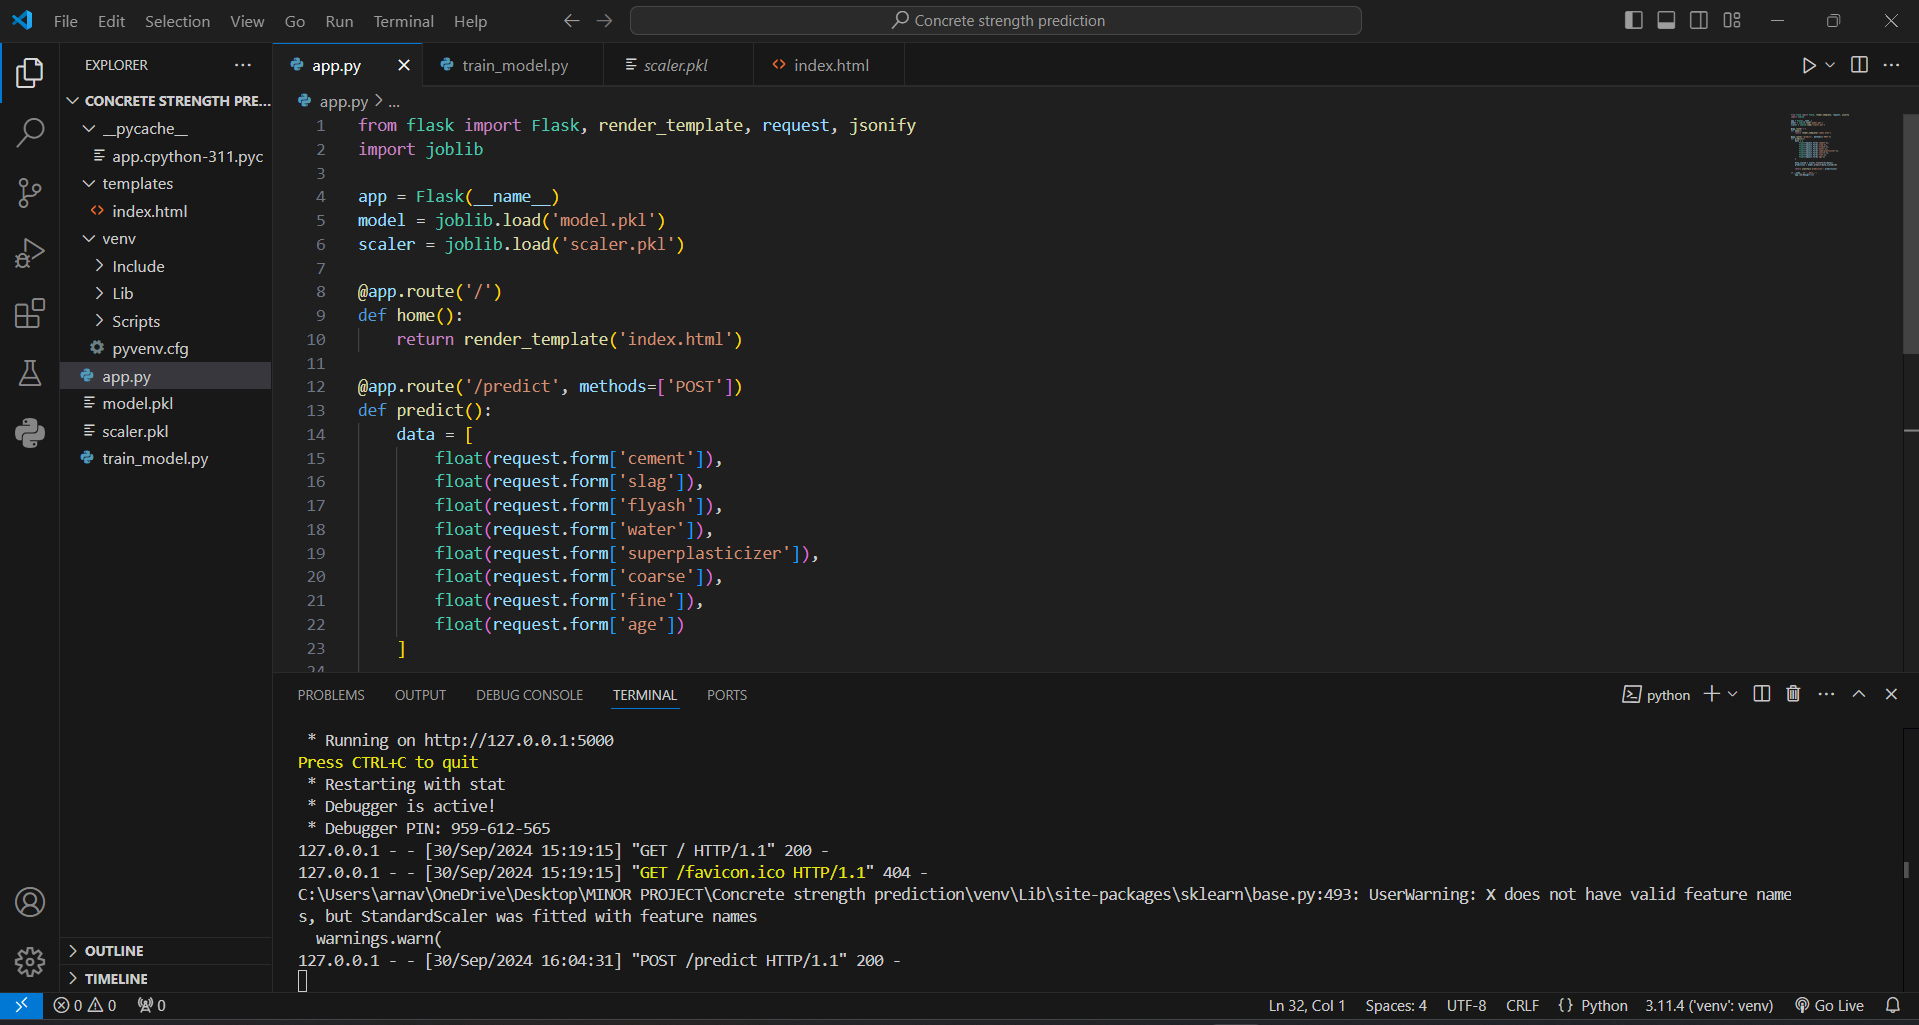 File Edit Selection View Go Run Terminal Help
Concrete strength prediction
EXPLORER
CONCRETE STRENGTH PRE...
__pycache__
app.cpython-311.pyc
templates
index.html
venv
Include
Lib
Scripts
pyvenv.cfg
app.py
model.pkl
scaler.pkl
train_model.py
OUTLINE
TIMELINE
app.py train_model.py scaler.pkl index.html
app.py > ...
1 from flask import Flask, render_template, request, jsonify
2 import joblib
3
4 app = Flask(__name__)
5 model = joblib.load('model.pkl')
6 scaler = joblib.load('scaler.pkl')
7
8 @app.route('/')
9 def home():
10     return render_template('index.html')
11
12 @app.route('/predict', methods=['POST'])
13 def predict():
14     data = [
15         float(request.form['cement']),
16         float(request.form['slag']),
17         float(request.form['flyash']),
18         float(request.form['water']),
19         float(request.form['superplasticizer']),
20         float(request.form['coarse']),
21         float(request.form['fine']),
22         float(request.form['age'])
23     ]
24
PROBLEMS OUTPUT DEBUG CONSOLE TERMINAL PORTS
python
 * Running on http://127.0.0.1:5000
Press CTRL+C to quit
 * Restarting with stat
 * Debugger is active!
 * Debugger PIN: 959-612-565
127.0.0.1 - - [30/Sep/2024 15:19:15] "GET / HTTP/1.1" 200 -
127.0.0.1 - - [30/Sep/2024 15:19:15] "GET /favicon.ico HTTP/1.1" 404 -
C:\Users\arnav\OneDrive\Desktop\MINOR PROJECT\Concrete strength prediction\venv\Lib\site-packages\sklearn\base.py:493: UserWarning: X does not have valid feature name
s, but StandardScaler was fitted with feature names
  warnings.warn(
127.0.0.1 - - [30/Sep/2024 16:04:31] "POST /predict HTTP/1.1" 200 -
0 0 0 Ln 32, Col 1 Spaces: 4 UTF-8 CRLF {} Python 3.11.4 ('venv': venv) Go Live